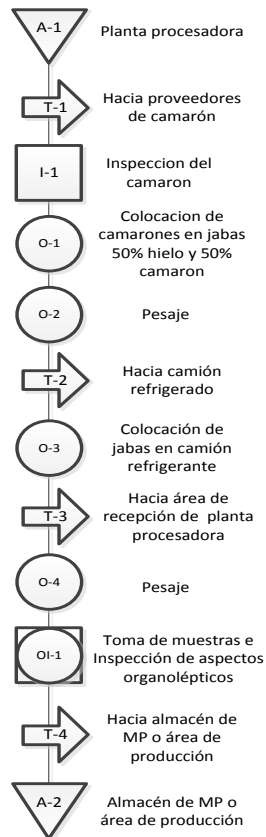 A-1
Planta procesadora
T-1
Hacia proveedores
de camarón
I-1
Inspeccion del
camaron
O-1
Colocacion de
camarones en jabas
50% hielo y 50%
camaron
O-2
Pesaje
T-2
Hacia camión
refrigerado
O-3
Colocación de
jabas en camión
refrigerante
T-3
Hacia área de
recepción de planta
procesadora
O-4
Pesaje
OI-1
Toma de muestras e
Inspección de aspectos
organolépticos
T-4
Hacia almacén de
MP o área de
producción
A-2
Almacén de MP o
área de producción